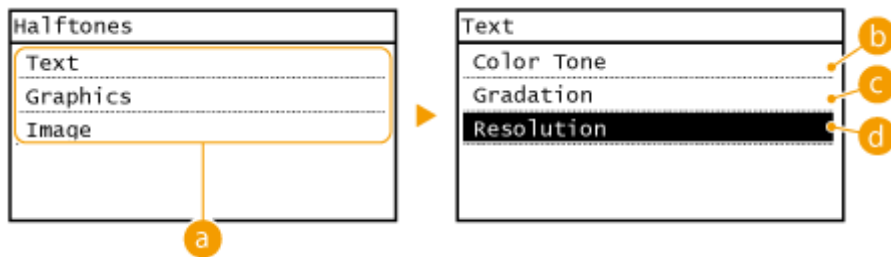 Halftones
Text
Graphics
Image
a
Text
Color Tone
Gradation
Resolution
b
c
d